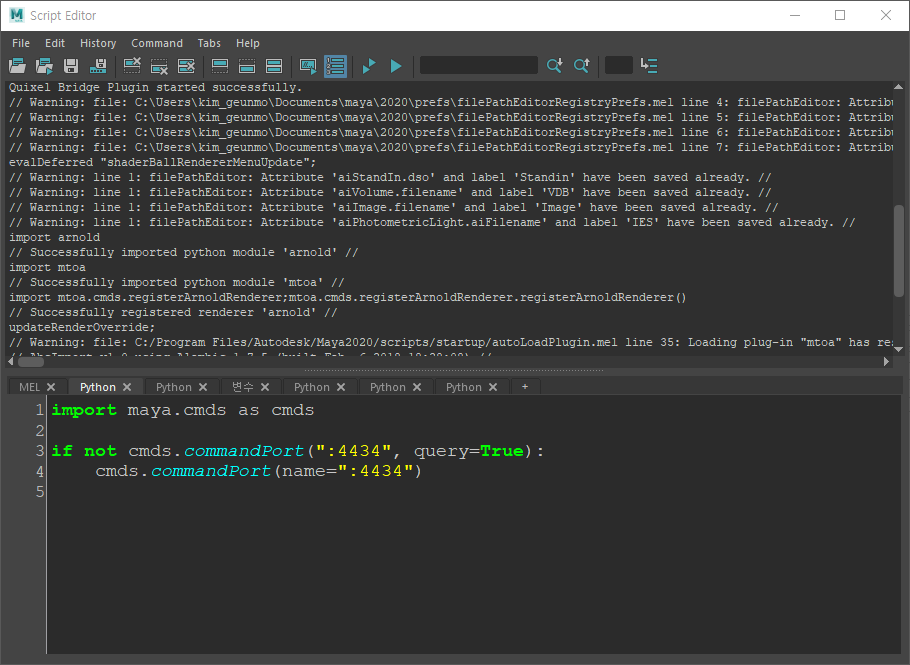 M Script Editor
File Edit History Command Tabs Help
Quixel Bridge Plugin started successfully.
// Warning: file: C:\Users\kim_geunmo\Documents\maya\2020\prefs\filePathEditorRegistryPrefs.mel line 4: filePathEditor: Attribu
// Warning: file: C:\Users\kim_geunmo\Documents\maya\2020\prefs\filePathEditorRegistryPrefs.mel line 5: filePathEditor: Attribu
// Warning: file: C:\Users\kim_geunmo\Documents\maya\2020\prefs\filePathEditorRegistryPrefs.mel line 6: filePathEditor: Attribu
// Warning: file: C:\Users\kim_geunmo\Documents\maya\2020\prefs\filePathEditorRegistryPrefs.mel line 7: filePathEditor: Attribu
evalDeferred "shaderBallRendererMenuUpdate";
// Warning: line 1: filePathEditor: Attribute 'aiStandIn.dso' and label 'Standin' have been saved already. //
// Warning: line 1: filePathEditor: Attribute 'aiVolume.filename' and label 'VDB' have been saved already. //
// Warning: line 1: filePathEditor: Attribute 'aiImage.filename' and label 'Image' have been saved already. //
// Warning: line 1: filePathEditor: Attribute 'aiPhotometricLight.aiFilename' and label 'IES' have been saved already. //
import arnold
// Successfully imported python module 'arnold' //
import mtoa
// Successfully imported python module 'mtoa' //
import mtoa.cmds.registerArnoldRenderer;mtoa.cmds.registerArnoldRenderer.registerArnoldRenderer()
// Successfully registered renderer 'arnold' //
updateRenderOverride;
// Warning: file: C:/Program Files/Autodesk/Maya2020/scripts/startup/autoLoadPlugin.mel line 35: Loading plug-in "mtoa" has re
MEL Python Python 변수 Python Python Python +
1 import maya.cmds as cmds
2
3 if not cmds.commandPort(":4434", query=True):
4 cmds.commandPort(name=":4434")
5